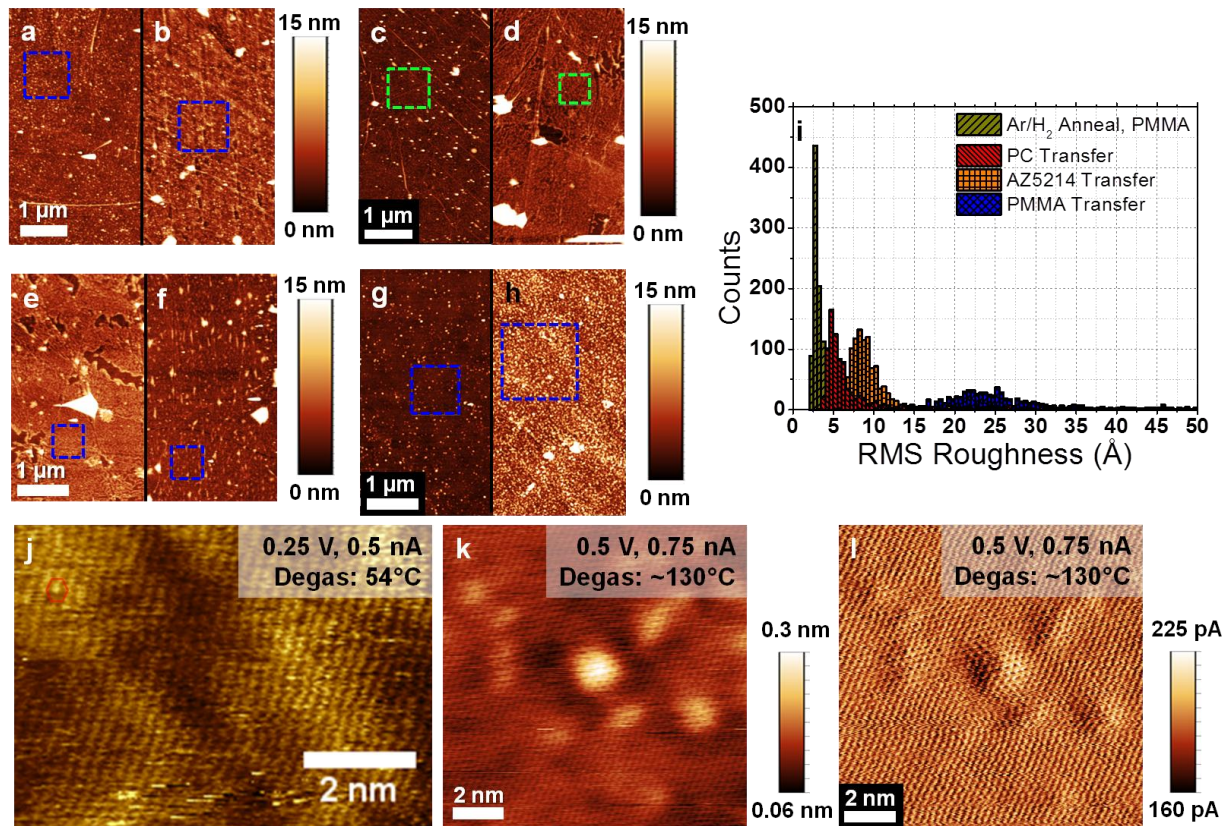 a
b
15 nm
0 nm
1 µm
c
d
15 nm
0 nm
1 µm
e
f
15 nm
0 nm
1 µm
g
h
15 nm
0 nm
1 µm
i
500
400
300
200
100
0
Counts
0 5 10 15 20 25 30 35 40 45 50
RMS Roughness (Å)
Ar/H₂ Anneal, PMMA
PC Transfer
AZ5214 Transfer
PMMA Transfer
j
0.25 V, 0.5 nA
Degas: 54°C
2 nm
k
0.5 V, 0.75 nA
Degas: ~130°C
2 nm
0.3 nm
0.06 nm
l
0.5 V, 0.75 nA
Degas: ~130°C
2 nm
225 pA
160 pA